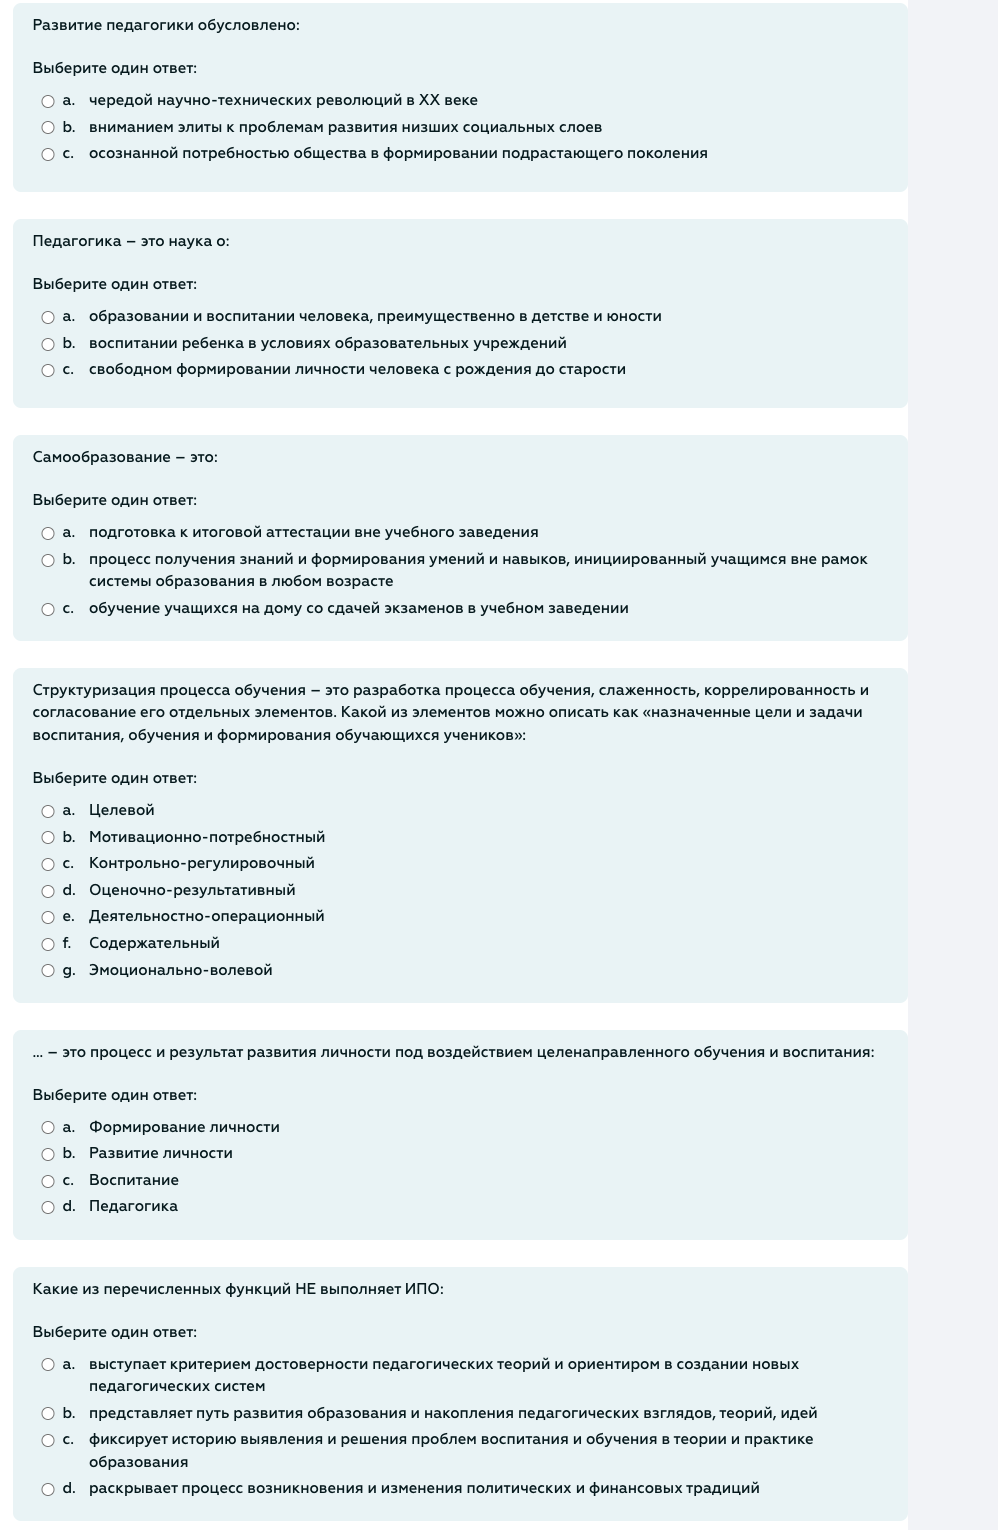 Развитие педагогики обусловлено:
Выберите один ответ:
a. чередой научно-технических революций в XX веке
b. вниманием элиты к проблемам развития низших социальных слоев
c. осознанной потребностью общества в формировании подрастающего поколения
Педагогика – это наука о:
Выберите один ответ:
a. образовании и воспитании человека, преимущественно в детстве и юности
b. воспитании ребенка в условиях образовательных учреждений
c. свободном формировании личности человека с рождения до старости
Самообразование – это:
Выберите один ответ:
a. подготовка к итоговой аттестации вне учебного заведения
b. процесс получения знаний и формирования умений и навыков, инициированный учащимся вне рамок
системы образования в любом возрасте
c. обучение учащихся на дому со сдачей экзаменов в учебном заведении
Структуризация процесса обучения – это разработка процесса обучения, слаженность, коррелированность и
согласование его отдельных элементов. Какой из элементов можно описать как «назначенные цели и задачи
воспитания, обучения и формирования обучающихся учеников»:
Выберите один ответ:
a. Целевой
b. Мотивационно-потребностный
c. Контрольно-регулировочный
d. Оценочно-результативный
e. Деятельностно-операционный
f. Содержательный
g. Эмоционально-волевой
... – это процесс и результат развития личности под воздействием целенаправленного обучения и воспитания:
Выберите один ответ:
a. Формирование личности
b. Развитие личности
c. Воспитание
d. Педагогика
Какие из перечисленных функций НЕ выполняет ИПО:
Выберите один ответ:
a. выступает критерием достоверности педагогических теорий и ориентиром в создании новых
педагогических систем
b. представляет путь развития образования и накопления педагогических взглядов, теорий, идей
c. фиксирует историю выявления и решения проблем воспитания и обучения в теории и практике
образования
d. раскрывает процесс возникновения и изменения политических и финансовых традиций